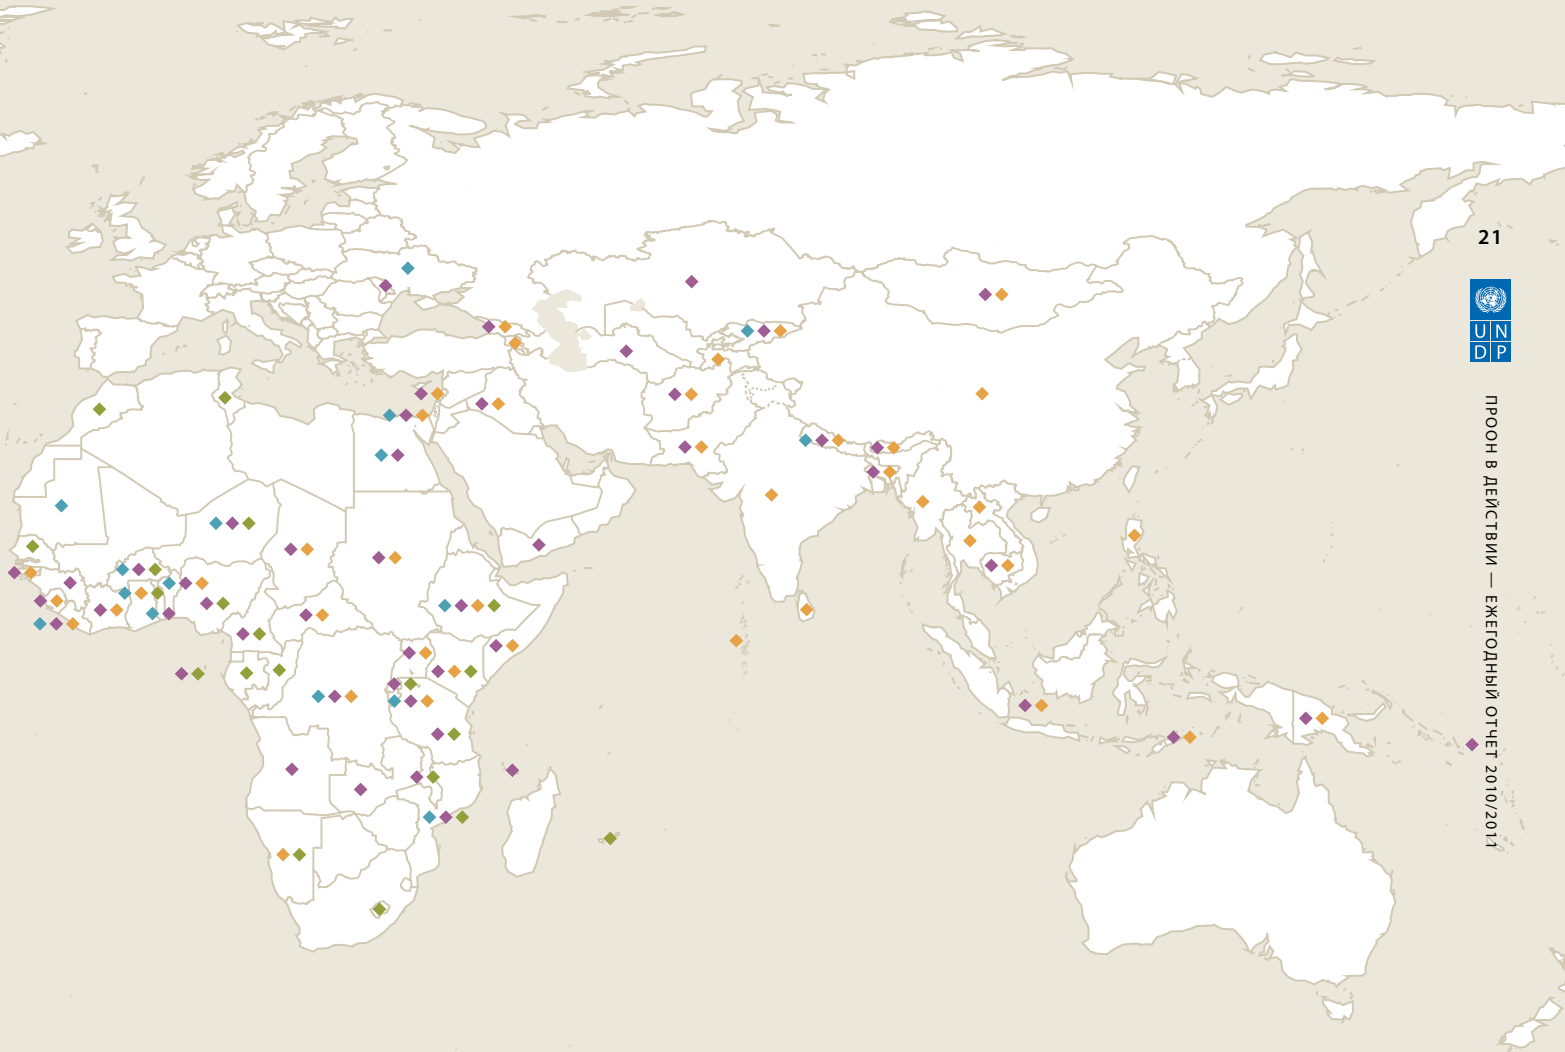 21
U N
D P
ПРООН В ДЕЙСТВИИ — ЕЖЕГОДНЫЙ ОТЧЕТ 2010/2011